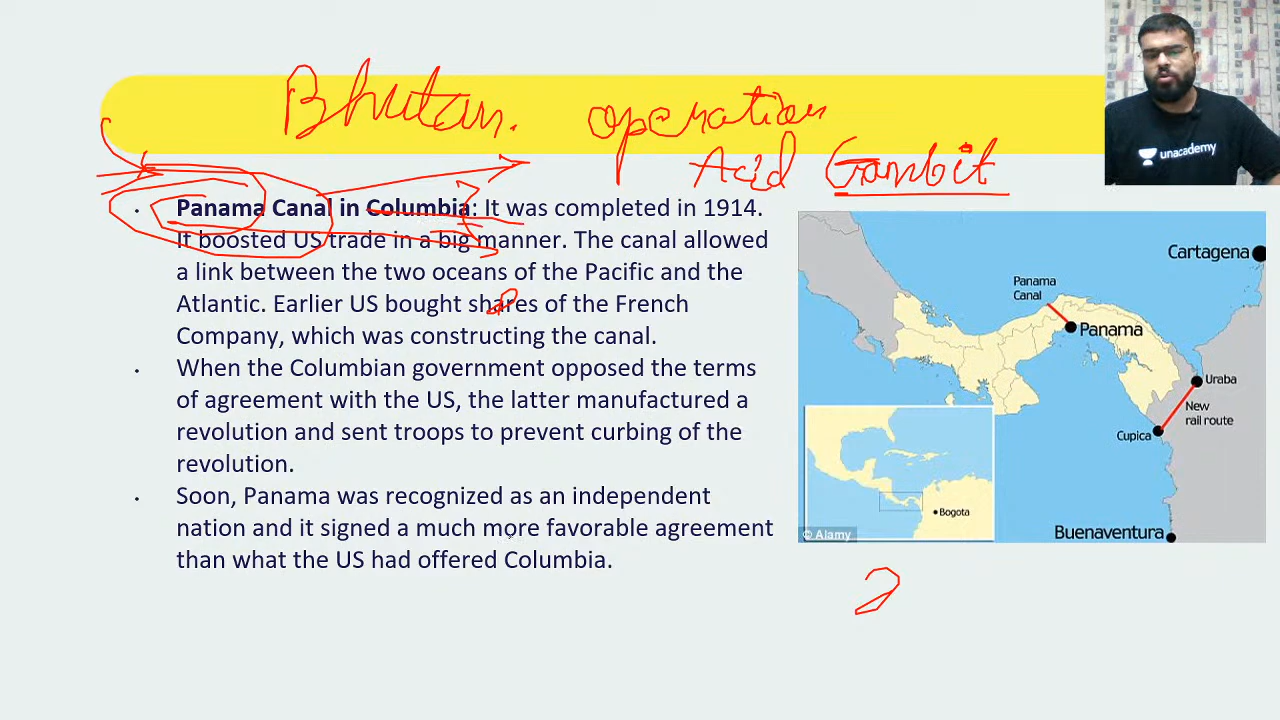 Bhutan.
operation
Acid Gambit
unacademy
Panama Canal in Columbia: It was completed in 1914.
If boosted US trade in a big manner. The canal allowed
a link between the two oceans of the Pacific and the
Atlantic. Earlier US bought shares of the French
Company, which was constructing the canal.
When the Columbian government opposed the terms
of agreement with the US, the latter manufactured a
revolution and sent troops to prevent curbing of the
revolution.
Soon, Panama was recognized as an independent
nation and it signed a much more favorable agreement
than what the US had offered Columbia.
Cartagena
Panama
Canal
Panama
Uraba
New
rail route
Cupica
Bogota
Buenaventura
© Alamy
2